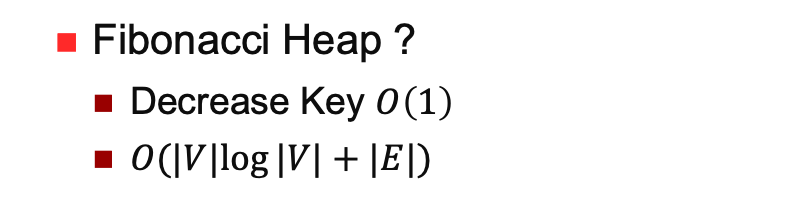 Fibonacci Heap ?
Decrease Key O(1)
O(|V|log |V| + |E|)